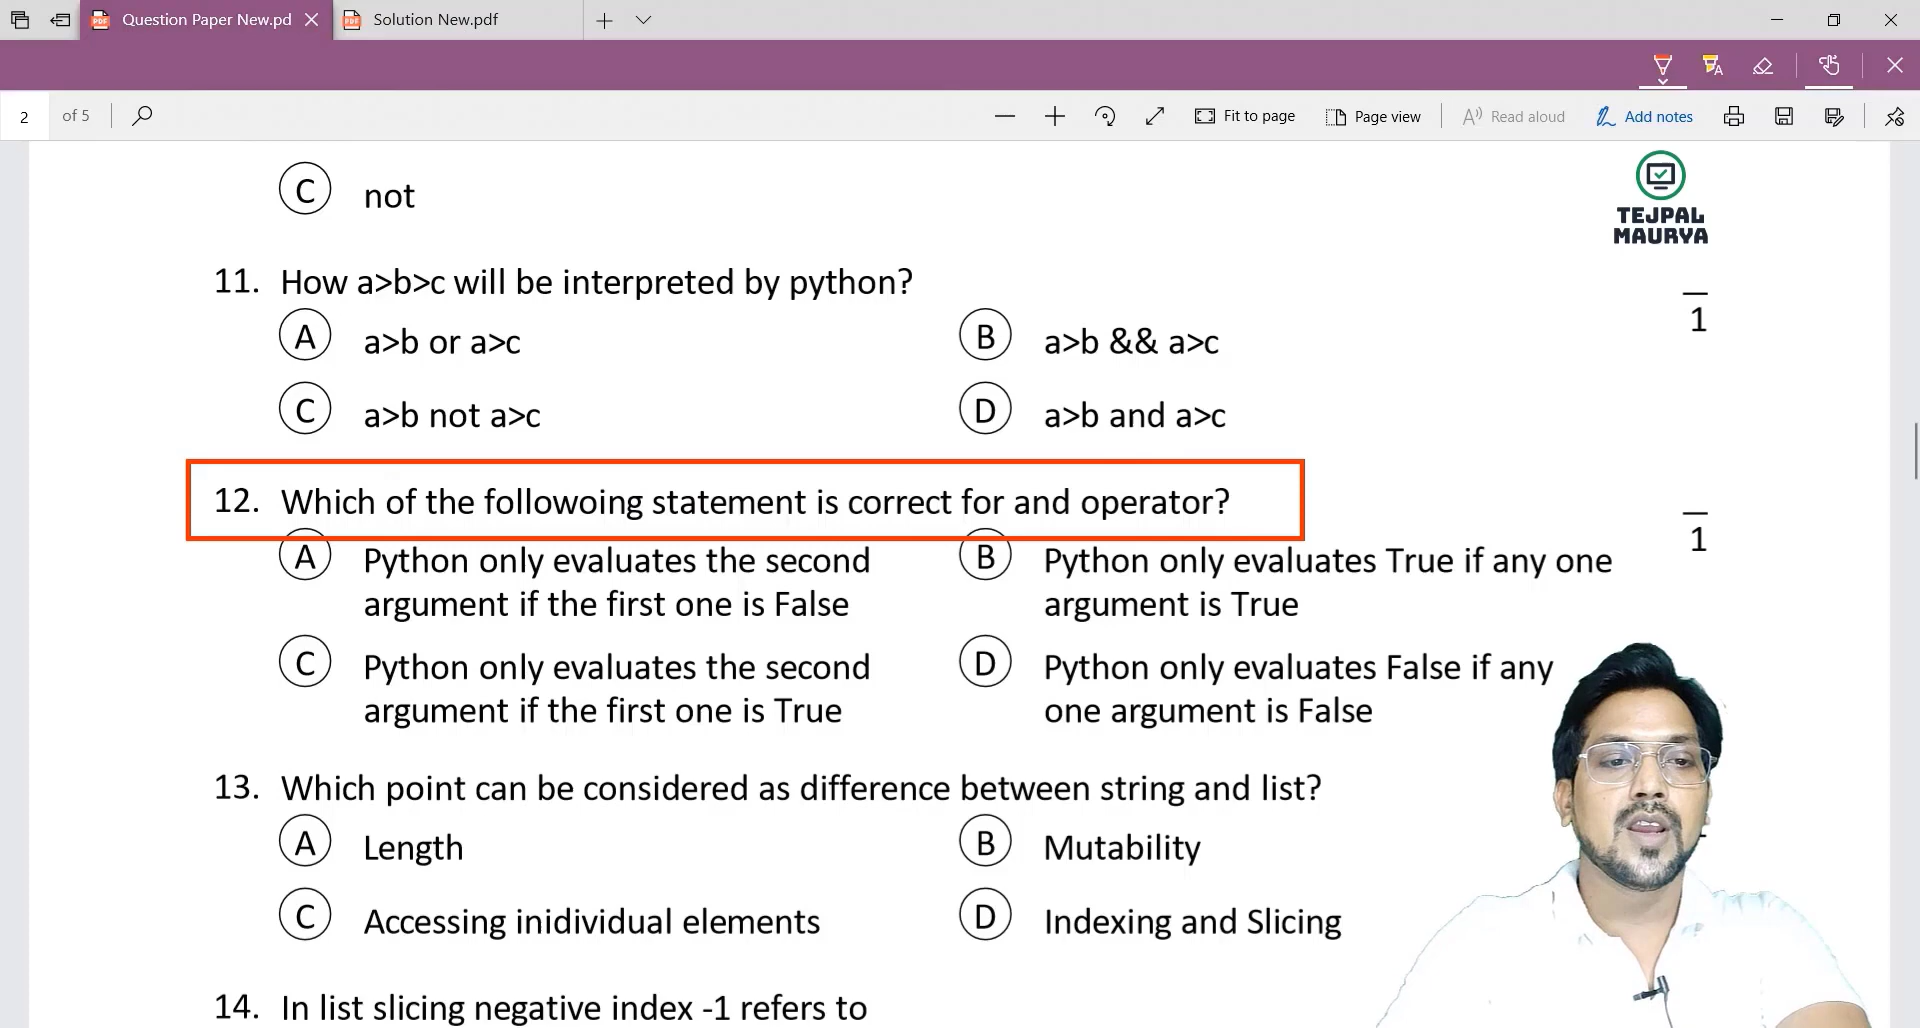 Question Paper New.pd
Solution New.pdf
2 of 5
Fit to page
Page view
Read aloud
Add notes
C not
TEJPAL
MAURYA
11. How a>b>c will be interpreted by python?
1
A a>b or a>c
B a>b && a>c
C a>b not a>c
D a>b and a>c
12. Which of the followoing statement is correct for and operator?
1
A Python only evaluates the second
argument if the first one is False
B Python only evaluates True if any one
argument is True
C Python only evaluates the second
argument if the first one is True
D Python only evaluates False if any
one argument is False
13. Which point can be considered as difference between string and list?
A Length
B Mutability
C Accessing inidividual elements
D Indexing and Slicing
14. In list slicing negative index -1 refers to